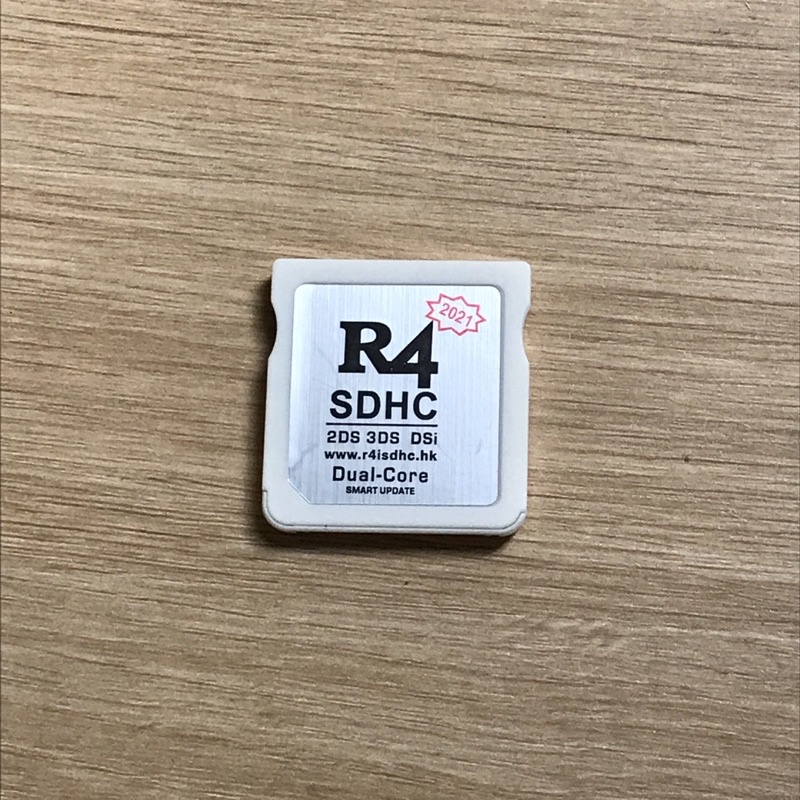 2021
R4
SDHC
2DS 3DS DSi
www.r4isdhc.hk
Dual-Core
SMART UPDATE